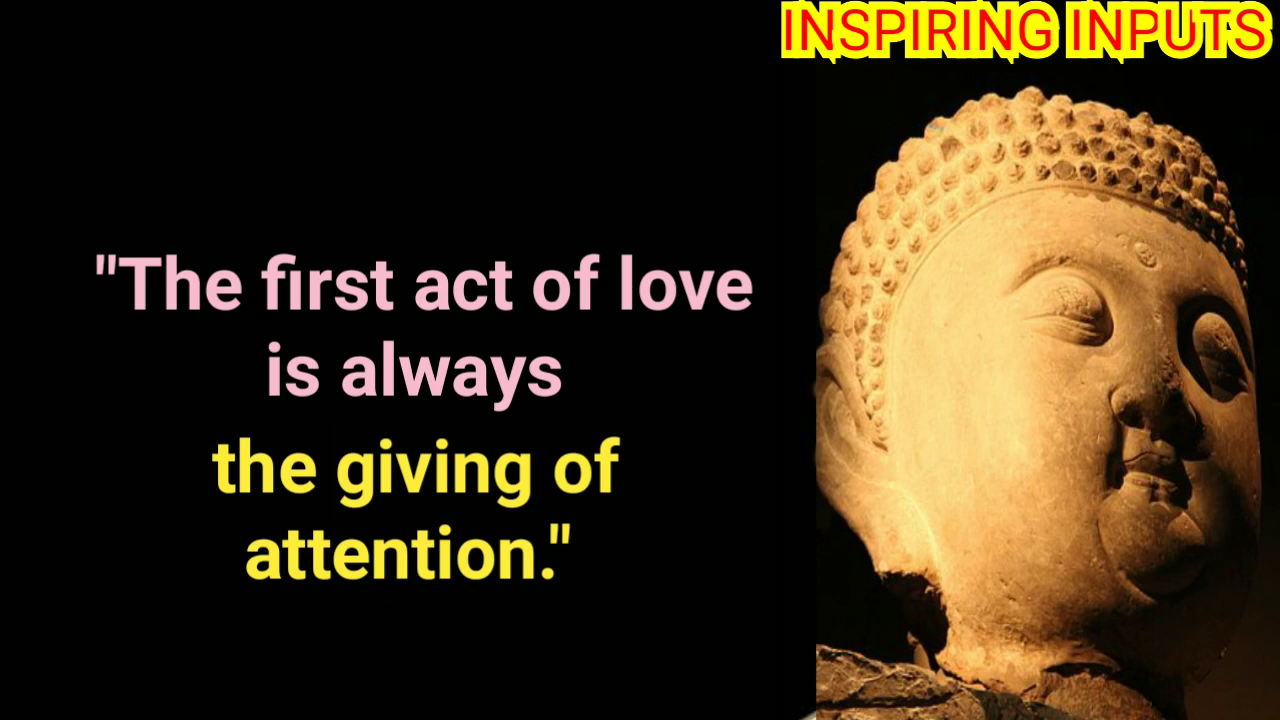 INSPIRING INPUTS
"The first act of love
is always
the giving of
attention."